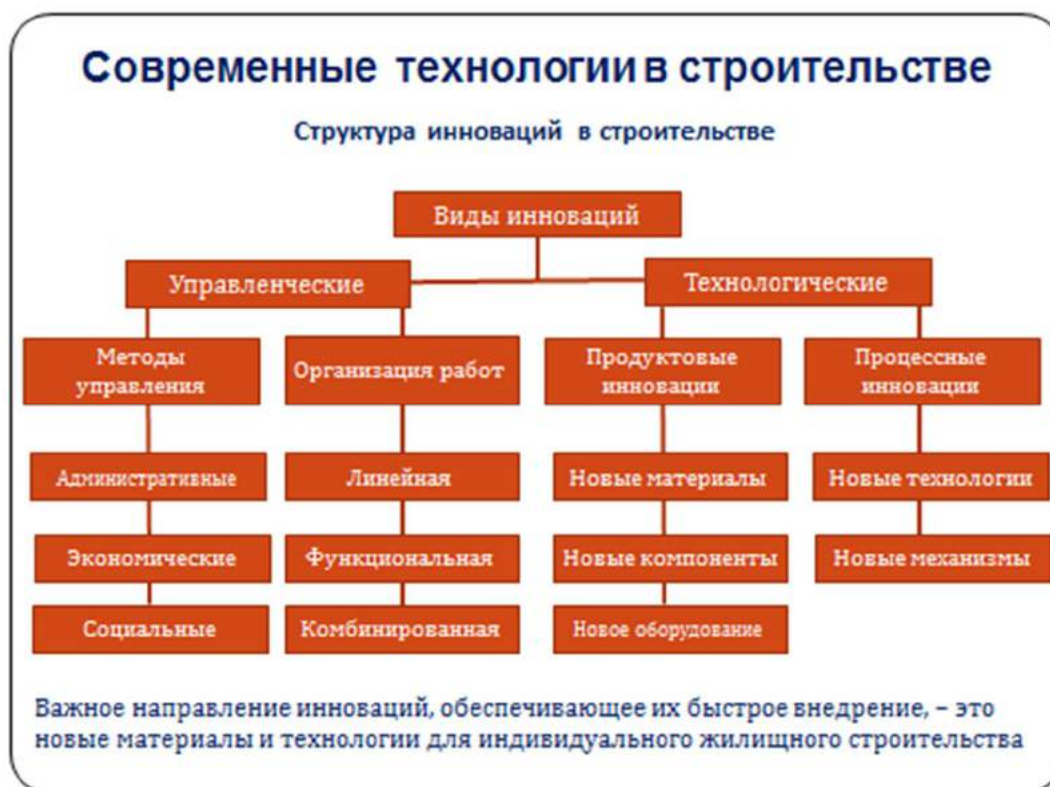 Современные технологии в строительстве
Структура инноваций в строительстве
Виды инноваций
Управленческие
Технологические
Методы
управления
Организация работ
Продуктовые
инновации
Процессные
инновации
Административные
Линейная
Новые материалы
Новые технологии
Экономические
Функциональная
Новые компоненты
Новые механизмы
Социальные
Комбинированная
Новое оборудование
Важное направление инноваций, обеспечивающее их быстрое внедрение, – это
новые материалы и технологии для индивидуального жилищного строительства